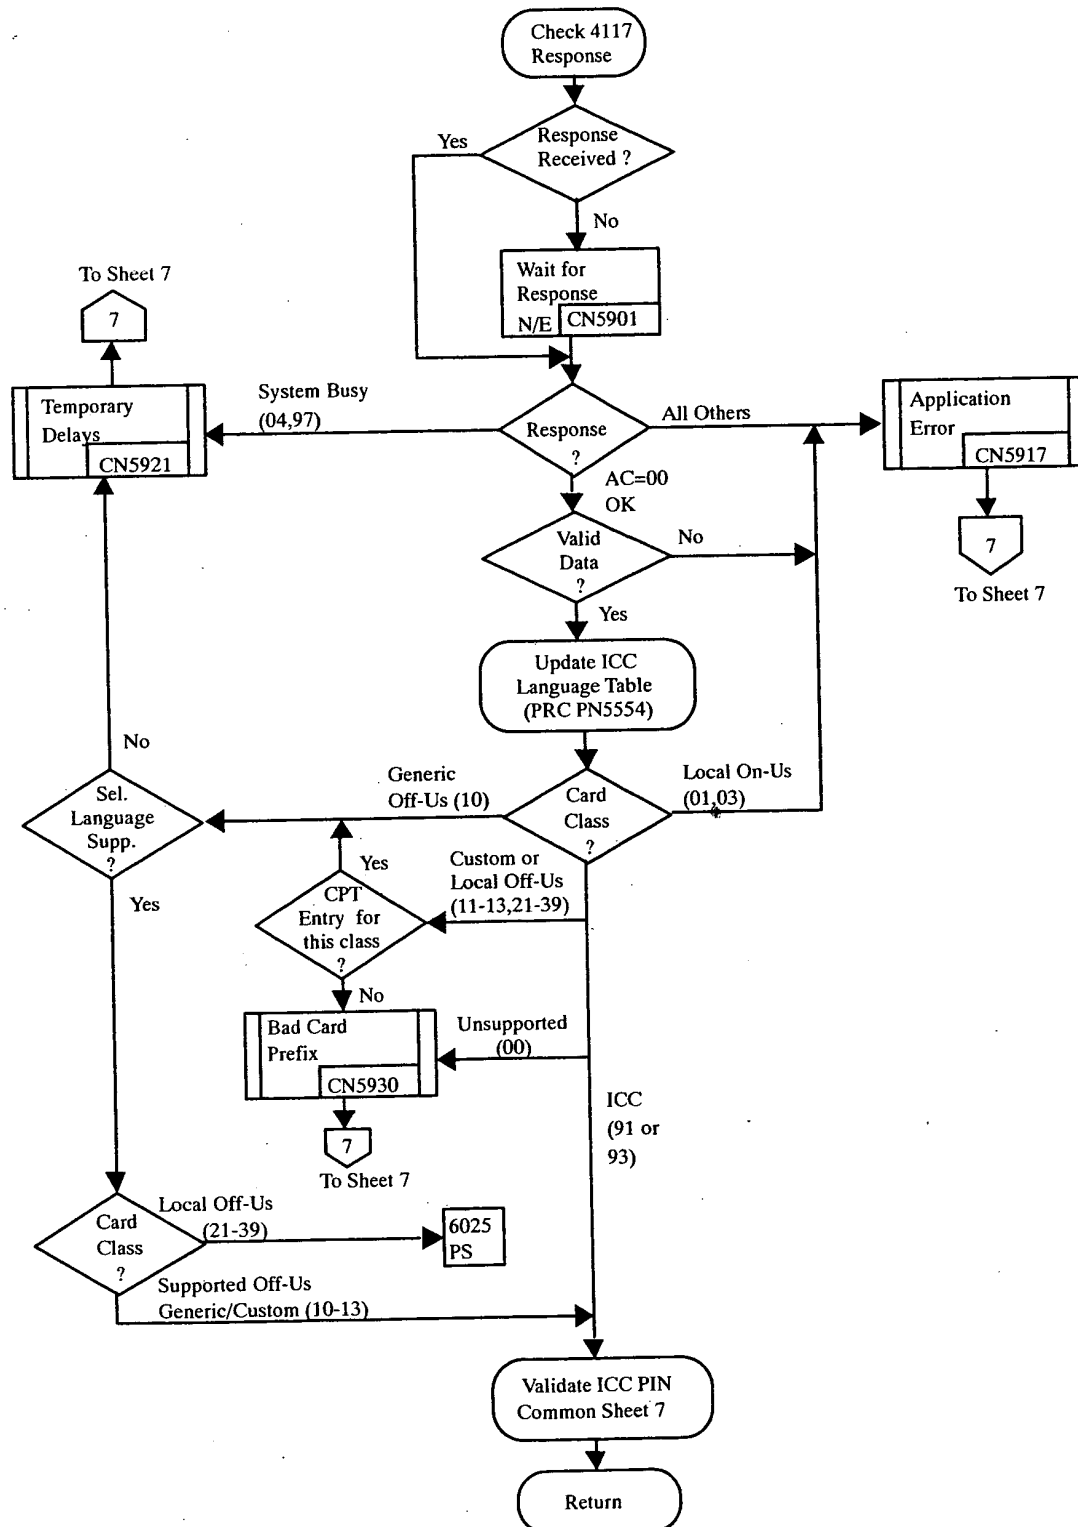 Check 4117
Response
Response
Received ?
Yes
No
Wait for
Response
N/E
CN5901
To Sheet 7
7
Temporary
Delays
CN5921
System Busy
(04,97)
Response
?
All Others
Application
Error
CN5917
7
To Sheet 7
AC=00
OK
Valid
Data
?
No
Yes
Update ICC
Language Table
(PRC PN5554)
Card
Class
?
Local On-Us
(01,03)
Generic
Off-Us (10)
Sel.
Language
Supp.
?
No
Yes
Custom or
Local Off-Us
(11-13,21-39)
CPT
Entry for
this class
?
Yes
No
Bad Card
Prefix
CN5930
Unsupported
(00)
7
To Sheet 7
ICC
(91 or
93)
Card
Class
?
Local Off-Us
(21-39)
6025
PS
Supported Off-Us
Generic/Custom (10-13)
Validate ICC PIN
Common Sheet 7
Return